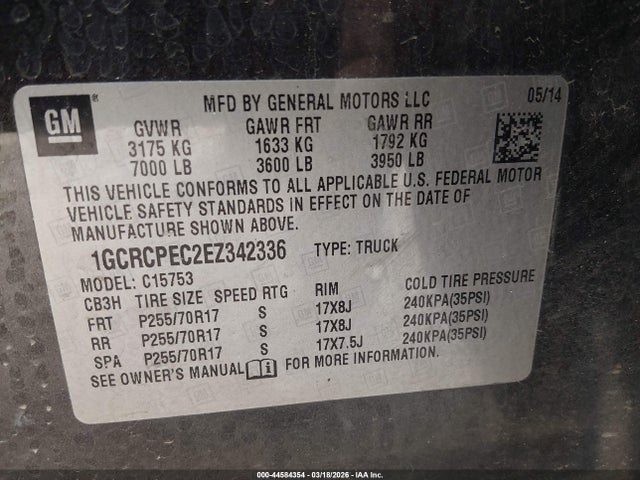 GM
MFD BY GENERAL MOTORS LLC
05/14
GVWR GAWR FRT GAWR RR
3175 KG 1633 KG 1792 KG
7000 LB 3600 LB 3950 LB
THIS VEHICLE CONFORMS TO ALL APPLICABLE U.S. FEDERAL MOTOR
VEHICLE SAFETY STANDARDS IN EFFECT ON THE DATE OF
MANUFACTURE SHOWN ABOVE.
1GCRCPEC2EZ342336 TYPE: TRUCK
MODEL: C15753
CB3H TIRE SIZE SPEED RTG RIM COLD TIRE PRESSURE
FRT P255/70R17 S 17X8J 240KPA(35PSI)
RR P255/70R17 S 17X8J 240KPA(35PSI)
SPA P255/70R17 S 17X7.5J 240KPA(35PSI)
SEE OWNER'S MANUAL FOR MORE INFORMATION.
000-44584354 | 03/18/2026 - IAA Inc.